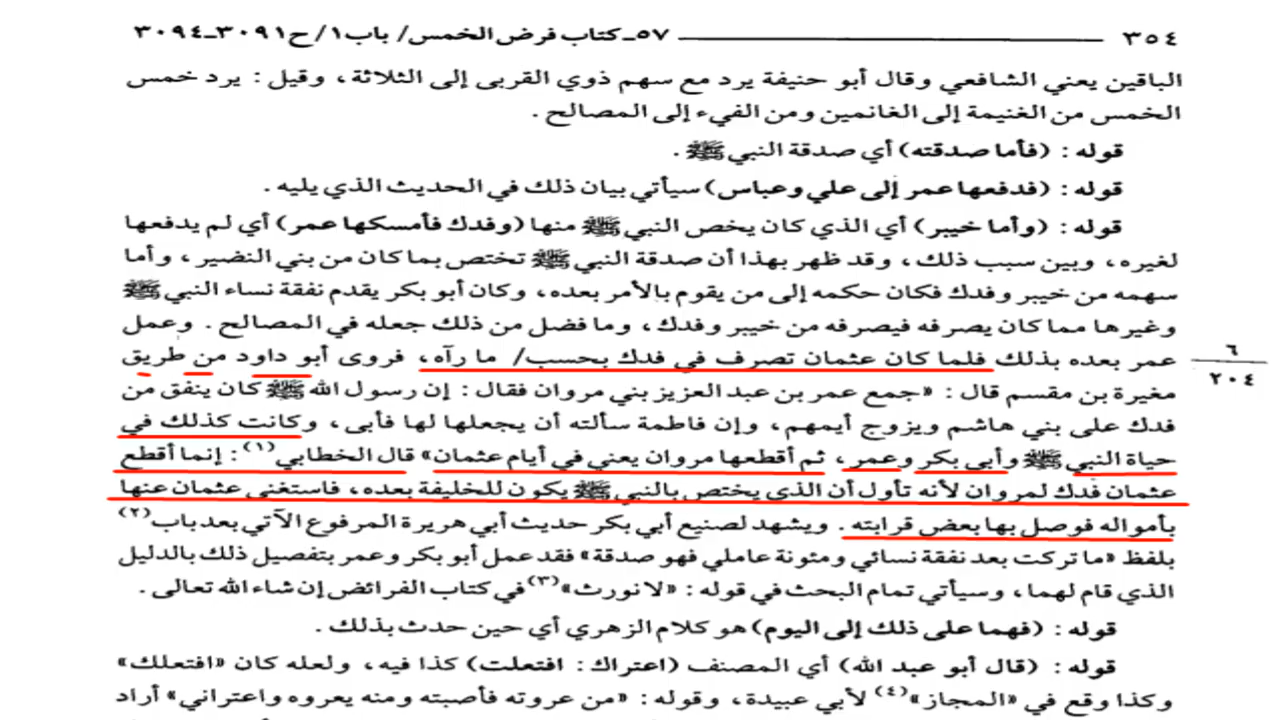 ٣٥٤ ٥٧ـ كتاب فرض الخمس/ باب١/ ح٣٠٩١ـ٣٠٩٤
الباقين يعني الشافعي وقال أبو حنيفة يرد مع سهم ذوي القربى إلى الثلاثة، وقيل: يرد خمس
الخمس من الغنيمة إلى الغانمين ومن الفيء إلى المصالح.
قوله: (فأما صدقته) أي صدقة النبي ﷺ.
قوله: (فدفعها عمر إلى علي وعباس) سيأتي بيان ذلك في الحديث الذي يليه.
قوله: (وأما خيبر) أي الذي كان يخص النبي ﷺ منها (وفدك فأمسكها عمر) أي لم يدفعها
لغيره، وبين سبب ذلك، وقد ظهر بهذا أن صدقة النبي ﷺ تختص بما كان من بني النضير، وأما
سهمه من خيبر وفدك فكان حكمه إلى من يقوم بالأمر بعده، وكان أبو بكر يقدم نفقة نساء النبي ﷺ
وغيرها مما كان يصرفه فيصرفه من خيبر وفدك، وما فضل من ذلك جعله في المصالح. وعمل
عمر بعده بذلك فلما كان عثمان تصرف في فدك بحسب/ ما رآه، فروى أبو داود من طريق
٦
٢٠٤
مغيرة بن مقسم قال: «جمع عمر بن عبد العزيز بني مروان فقال: إن رسول الله ﷺ كان ينفق من
فدك على بني هاشم ويزوج أيمهم، وإن فاطمة سألته أن يجعلها لها فأبى، وكانت كذلك في
حياة النبي ﷺ وأبي بكر وعمر، ثم أقطعها مروان يعني في أيام عثمان» قال الخطابي(١): إنما أقطع
عثمان فدك لمروان لأنه تأول أن الذي يختص بالنبي ﷺ يكون للخليفة بعده، فاستغنى عثمان عنها
بأمواله فوصل بها بعض قرابته. ويشهد لصنيع أبي بكر حديث أبي هريرة المرفوع الآتي بعد باب(٢)
بلفظ «ما تركت بعد نفقة نسائي ومئونة عاملي فهو صدقة» فقد عمل أبو بكر وعمر بتفصيل ذلك بالدليل
الذي قام لهما، وسيأتي تمام البحث في قوله: «لا نورث»(٣) في كتاب الفرائض إن شاء الله تعالى.
قوله: (فهما على ذلك إلى اليوم) هو كلام الزهري أي حين حدث بذلك.
قوله: (قال أبو عبد الله) أي المصنف (اعتراك: افتعلت) كذا فيه، ولعله كان «افتعلك»
وكذا وقع في «المجاز»(٤) لأبي عبيدة، وقوله: «من عروته فأصبته ومنه يعروه واعتراني» أراد